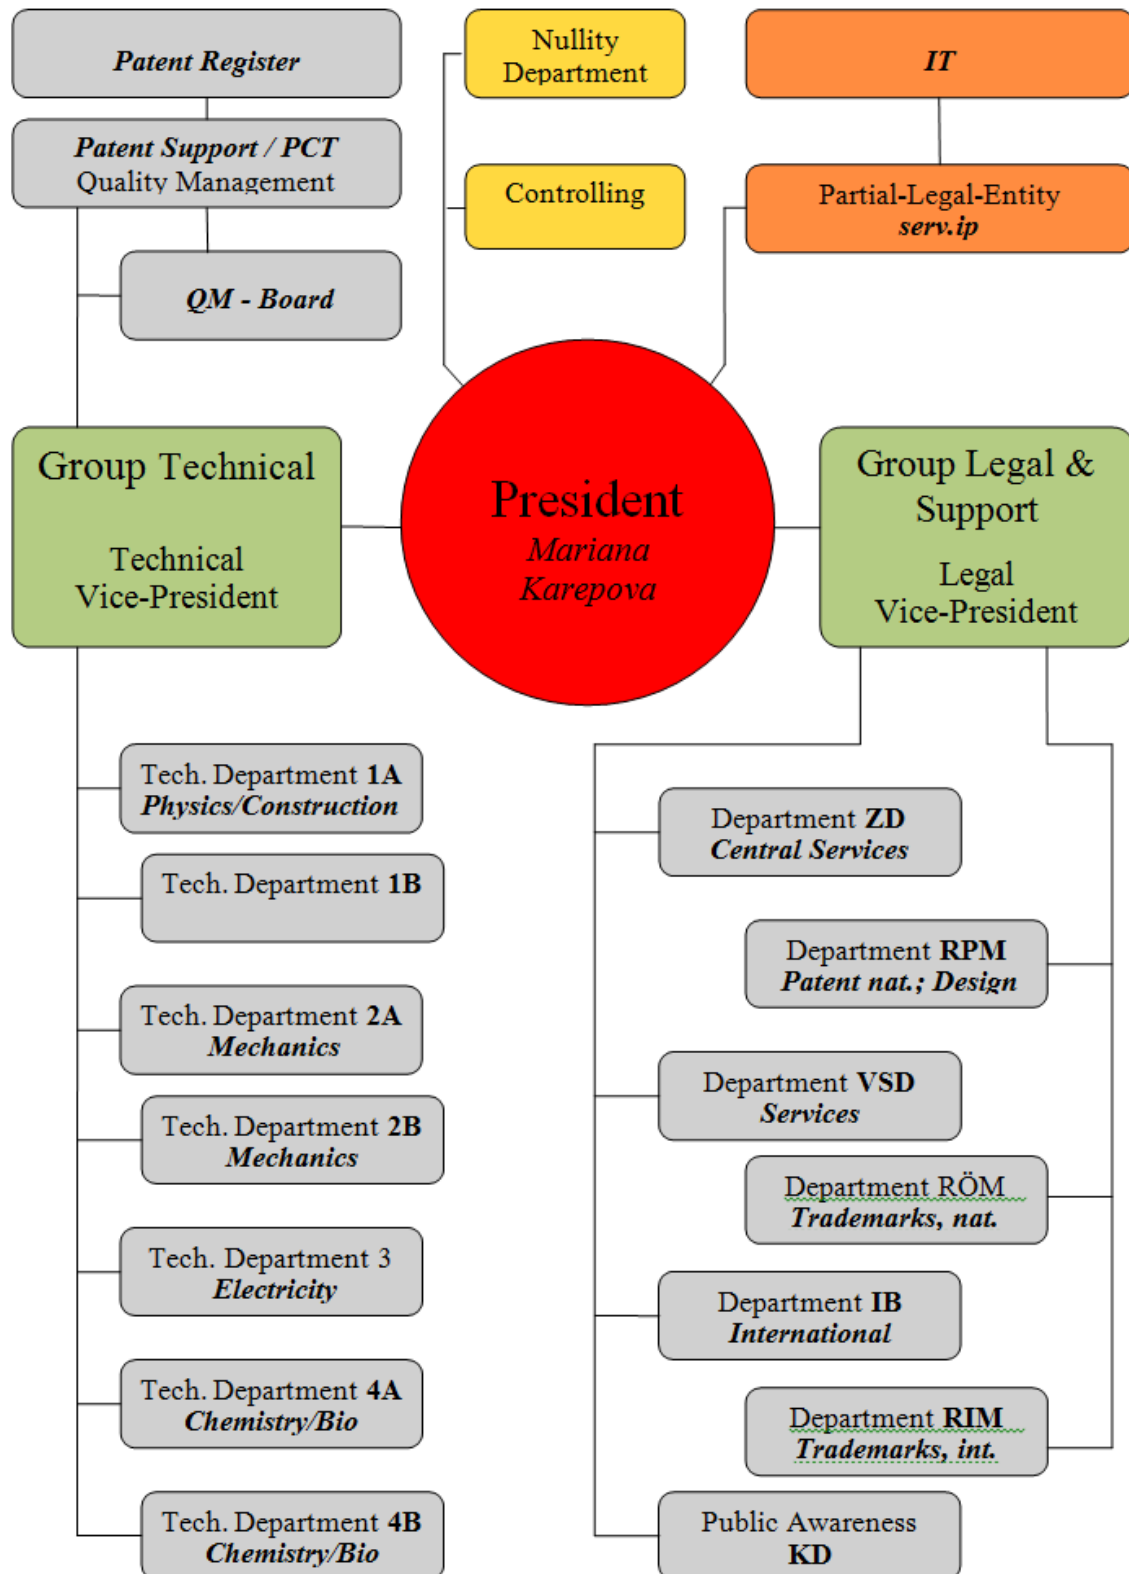 Patent Register
Patent Support / PCT
Quality Management
QM - Board
Nullity
Department
Controlling
IT
Partial-Legal-Entity
serv.ip
Group Technical
Technical
Vice-President
President
Mariana
Karepova
Group Legal &
Support
Legal
Vice-President
Tech. Department 1A
Physics/Construction
Tech. Department 1B
Tech. Department 2A
Mechanics
Tech. Department 2B
Mechanics
Tech. Department 3
Electricity
Tech. Department 4A
Chemistry/Bio
Tech. Department 4B
Chemistry/Bio
Department ZD
Central Services
Department RPM
Patent nat.; Design
Department VSD
Services
Department RÖM
Trademarks, nat.
Department IB
International
Department RIM
Trademarks, int.
Public Awareness
KD